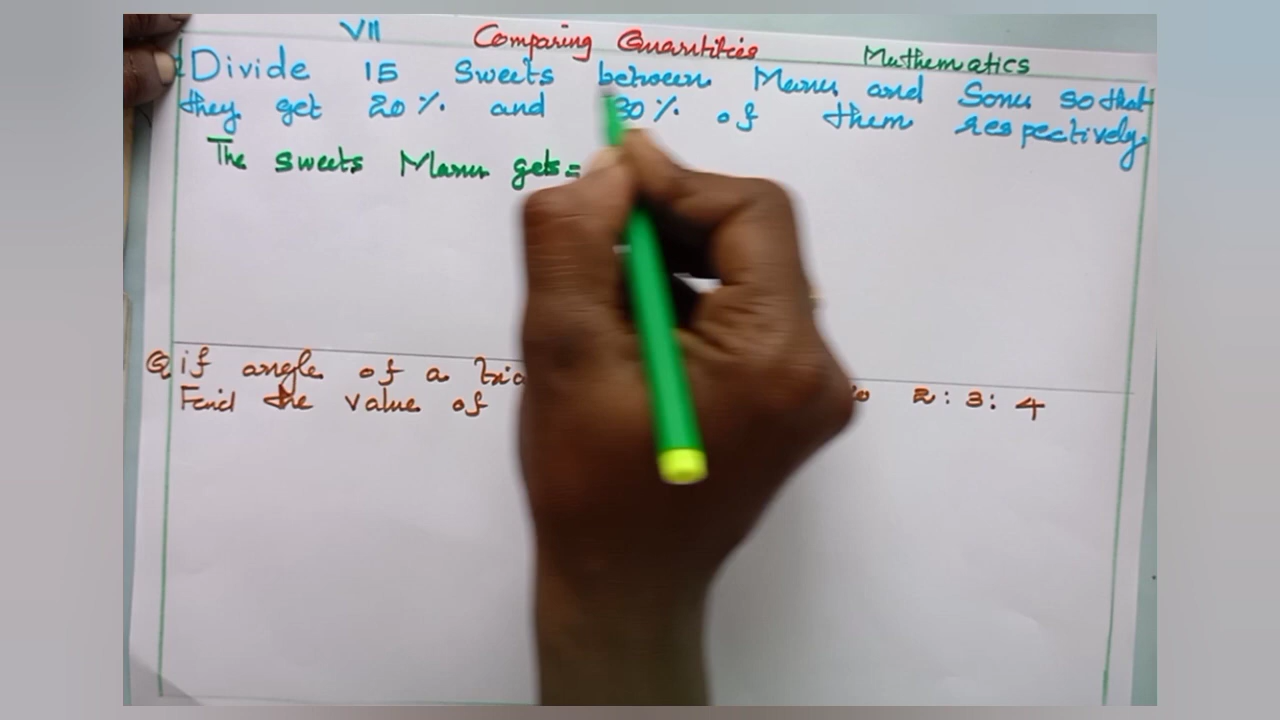 VII Comparing Quantities Mathematics
Divide 15 Sweets between Manu and Sonu so that
they get 20% and 80% of them respectively
The sweets Manu gets =
Q if angle of a 2 : 3 : 4
Find the value of